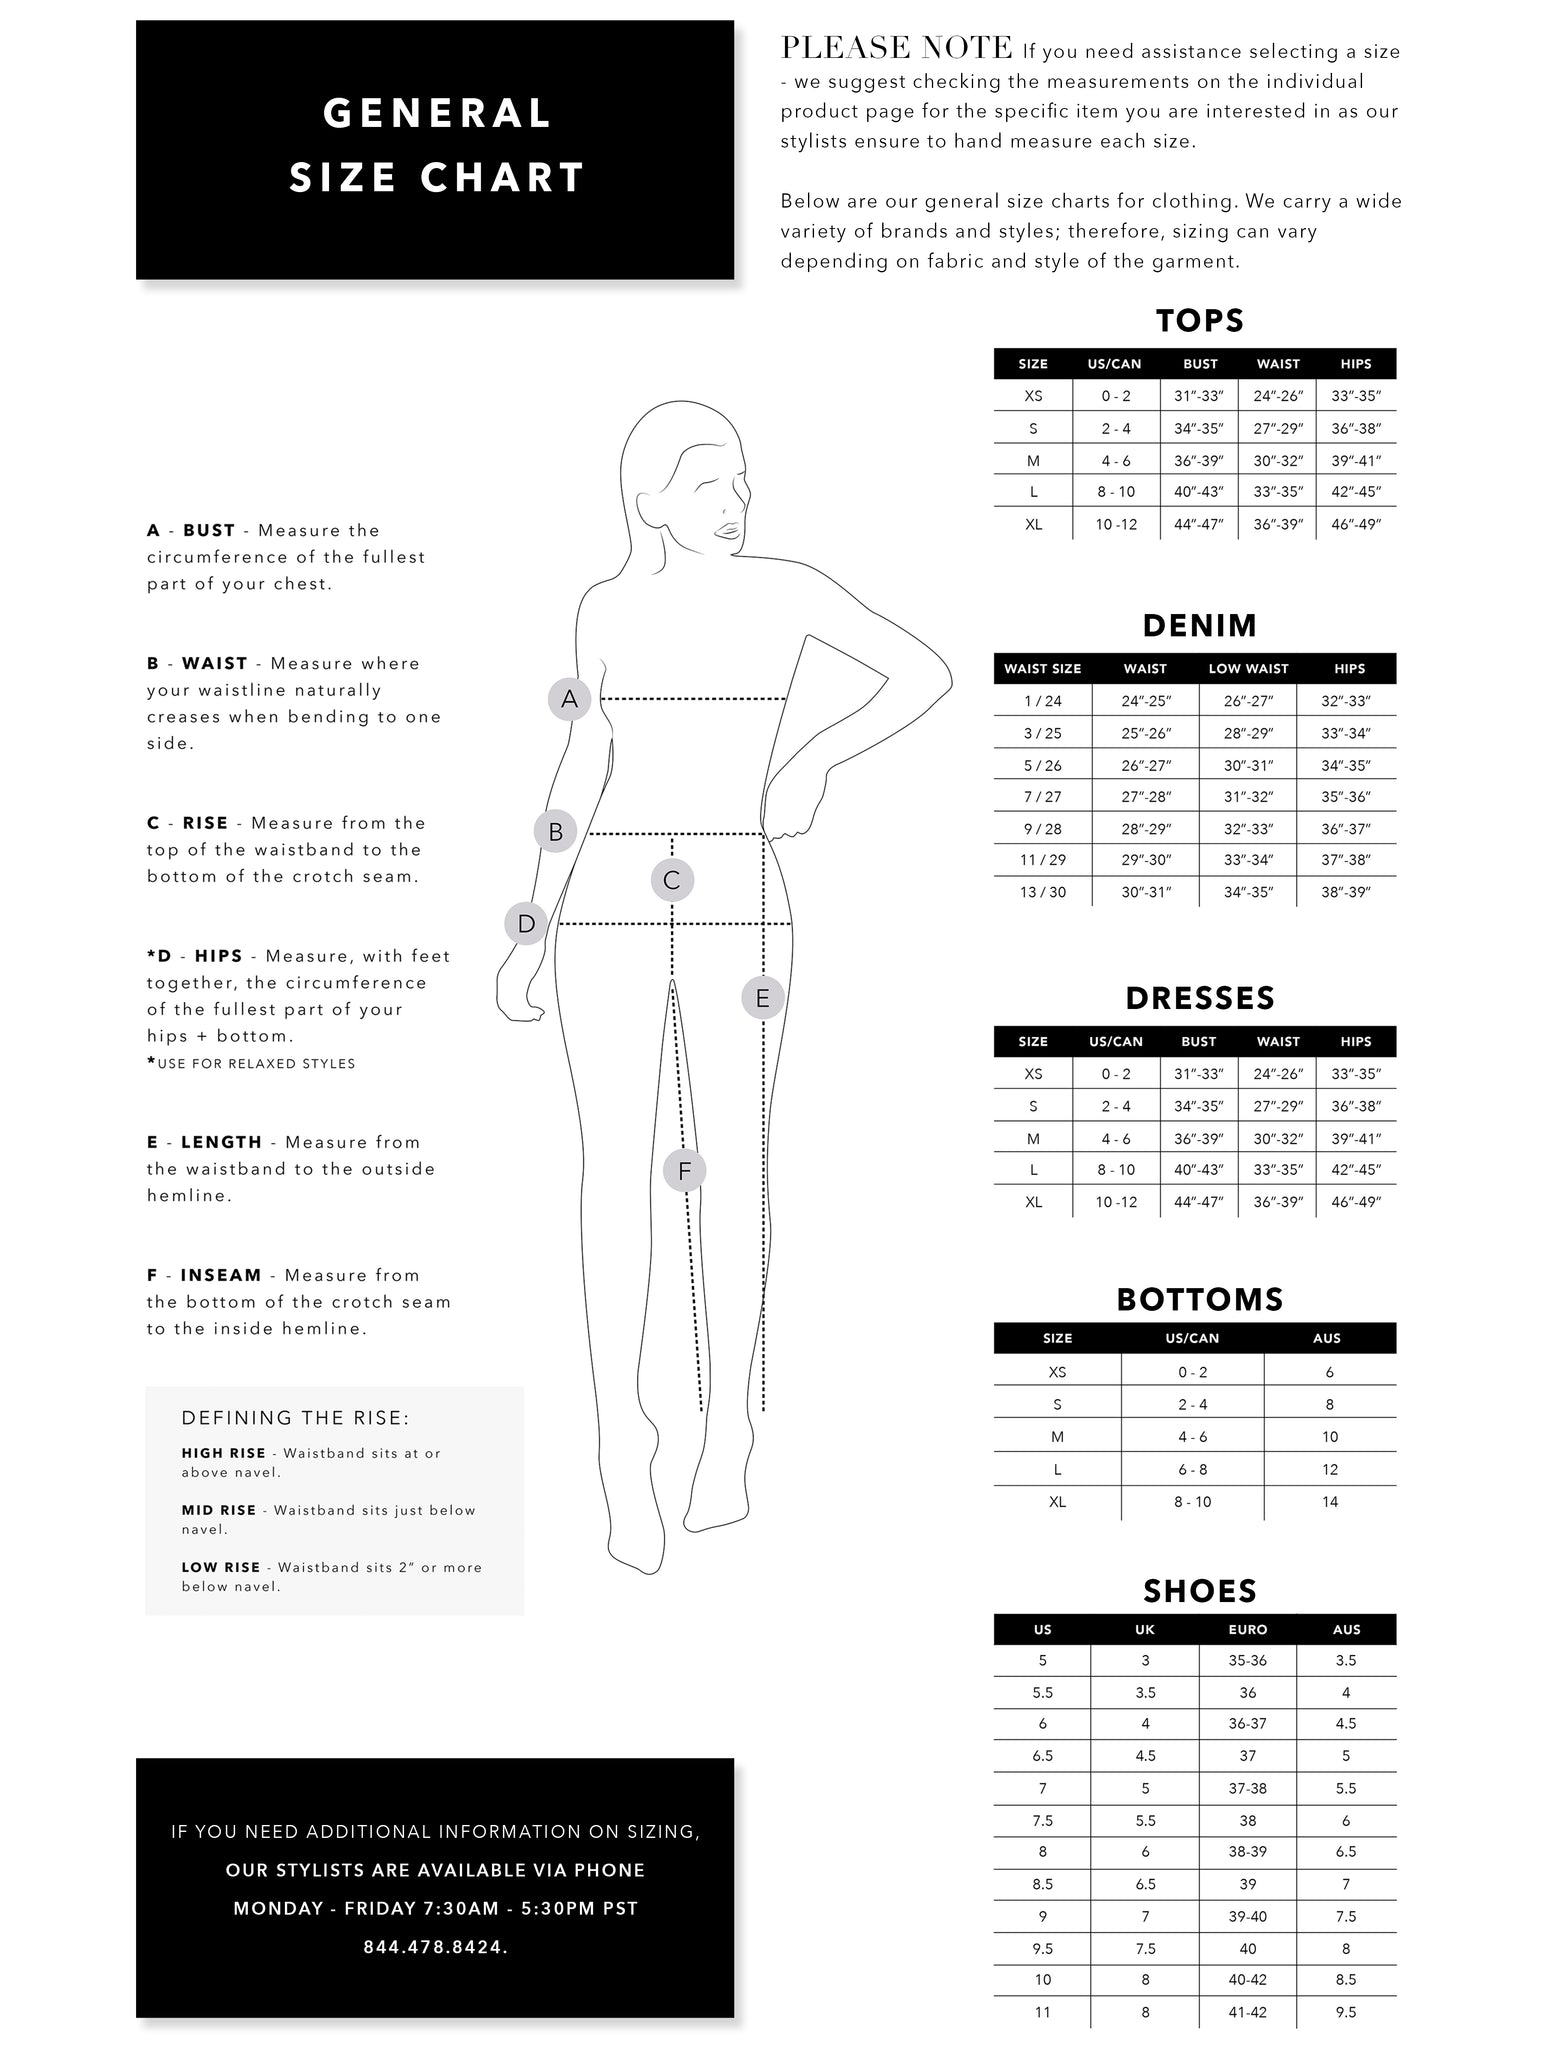 GENERAL
SIZE CHART
PLEASE NOTE If you need assistance selecting a size
- we suggest checking the measurements on the individual
product page for the specific item you are interested in as our
stylists ensure to hand measure each size.
Below are our general size charts for clothing. We carry a wide
variety of brands and styles; therefore, sizing can vary
depending on fabric and style of the garment.
A - BUST - Measure the
circumference of the fullest
part of your chest.
B - WAIST - Measure where
your waistline naturally
creases when bending to one
side.
C - RISE - Measure from the
top of the waistband to the
bottom of the crotch seam.
*D - HIPS - Measure, with feet
together, the circumference
of the fullest part of your
hips + bottom.
*USE FOR RELAXED STYLES
E - LENGTH - Measure from
the waistband to the outside
hemline.
F - INSEAM - Measure from
the bottom of the crotch seam
to the inside hemline.
DEFINING THE RISE:
HIGH RISE - Waistband sits at or
above navel.
MID RISE - Waistband sits just below
navel.
LOW RISE - Waistband sits 2” or more
below navel.
A
B
C
D
E
F
TOPS
SIZE US/CAN BUST WAIST HIPS
XS 0 - 2 31”-33” 24”-26” 33”-35”
S 2 - 4 34”-35” 27”-29” 36”-38”
M 4 - 6 36”-39” 30”-32” 39”-41”
L 8 - 10 40”-43” 33”-35” 42”-45”
XL 10 -12 44”-47” 36”-39” 46”-49”
DENIM
WAIST SIZE WAIST LOW WAIST HIPS
1 / 24 24”-25” 26”-27” 32”-33”
3 / 25 25”-26” 28”-29” 33”-34”
5 / 26 26”-27” 30”-31” 34”-35”
7 / 27 27”-28” 31”-32” 35”-36”
9 / 28 28”-29” 32”-33” 36”-37”
11 / 29 29”-30” 33”-34” 37”-38”
13 / 30 30”-31” 34”-35” 38”-39”
DRESSES
SIZE US/CAN BUST WAIST HIPS
XS 0 - 2 31”-33” 24”-26” 33”-35”
S 2 - 4 34”-35” 27”-29” 36”-38”
M 4 - 6 36”-39” 30”-32” 39”-41”
L 8 - 10 40”-43” 33”-35” 42”-45”
XL 10 -12 44”-47” 36”-39” 46”-49”
BOTTOMS
SIZE US/CAN AUS
XS 0 - 2 6
S 2 - 4 8
M 4 - 6 10
L 6 - 8 12
XL 8 - 10 14
SHOES
US UK EURO AUS
5 3 35-36 3.5
5.5 3.5 36 4
6 4 36-37 4.5
6.5 4.5 37 5
7 5 37-38 5.5
7.5 5.5 38 6
8 6 38-39 6.5
8.5 6.5 39 7
9 7 39-40 7.5
9.5 7.5 40 8
10 8 40-42 8.5
11 8 41-42 9.5
IF YOU NEED ADDITIONAL INFORMATION ON SIZING,
OUR STYLISTS ARE AVAILABLE VIA PHONE
MONDAY - FRIDAY 7:30AM - 5:30PM PST
844.478.8424.